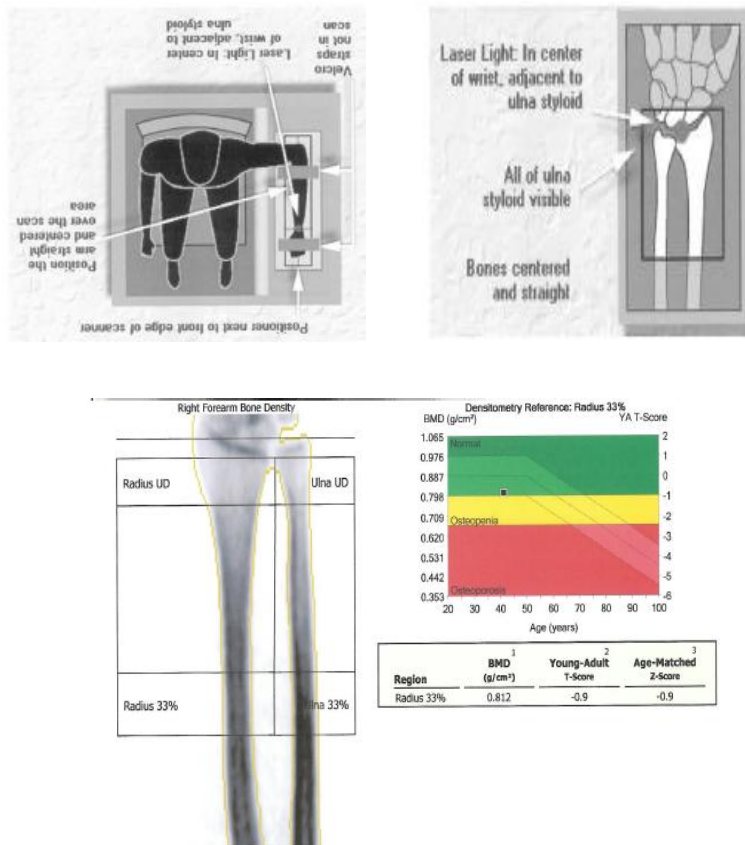 Positioner next to front edge of scanner
Position the
arm straight
and centered
over the scan
area
Laser Light: In center
of wrist, adjacent to
ulna styloid
Velcro
straps
not in
scan
Laser Light: In center
of wrist, adjacent to
ulna styloid
All of ulna
styloid visible
Bones centered
and straight
Right Forearm Bone Density
Radius UD
Ulna UD
Radius 33%
Ulna 33%
Densitometry Reference: Radius 33%
BMD (g/cm²) YA T-Score
1.065 2
Normal
0.976 1
0.887 0
0.798 -1
0.709 -2
Osteopenia
0.620 -3
0.531 -4
0.442 -5
Osteoporosis
0.353 -6
20 30 40 50 60 70 80 90 100
Age (years)
1 2 3
BMD Young-Adult Age-Matched
Region (g/cm²) T-Score Z-Score
Radius 33% 0.812 -0.9 -0.9